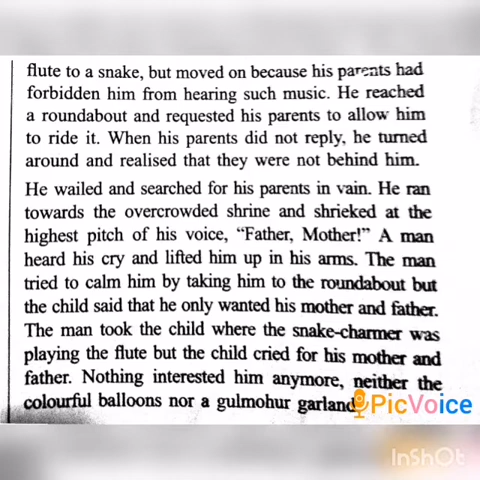 flute to a snake, but moved on because his parents had
forbidden him from hearing such music. He reached
a roundabout and requested his parents to allow him
to ride it. When his parents did not reply, he turned
around and realised that they were not behind him.
He wailed and searched for his parents in vain. He ran
towards the overcrowded shrine and shrieked at the
highest pitch of his voice, “Father, Mother!” A man
heard his cry and lifted him up in his arms. The man
tried to calm him by taking him to the roundabout but
the child said that he only wanted his mother and father.
The man took the child where the snake-charmer was
playing the flute but the child cried for his mother and
father. Nothing interested him anymore, neither the
colourful balloons nor a gulmohur garland
PicVoice
InShOt